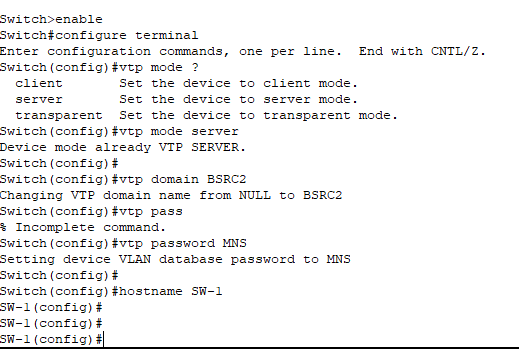 Switch>enable
Switch#configure terminal
Enter configuration commands, one per line.  End with CNTL/Z.
Switch(config)#vtp mode ?
  client       Set the device to client mode.
  server       Set the device to server mode.
  transparent  Set the device to transparent mode.
Switch(config)#vtp mode server
Device mode already VTP SERVER.
Switch(config)#
Switch(config)#vtp domain BSRC2
Changing VTP domain name from NULL to BSRC2
Switch(config)#vtp pass
% Incomplete command.
Switch(config)#vtp password MNS
Setting device VLAN database password to MNS
Switch(config)#
Switch(config)#hostname SW-1
SW-1(config)#
SW-1(config)#
SW-1(config)#